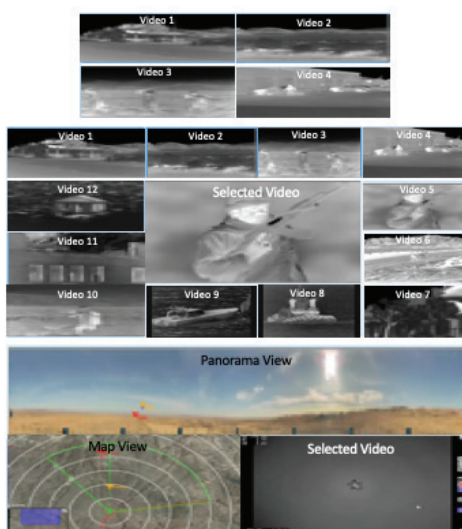 Video 1
Video 2
Video 3
Video 4
Video 1
Video 2
Video 3
Video 4
Video 12
Selected Video
Video 5
Video 11
Video 6
Video 10
Video 9
Video 8
Video 7
Panorama View
Map View
Selected Video